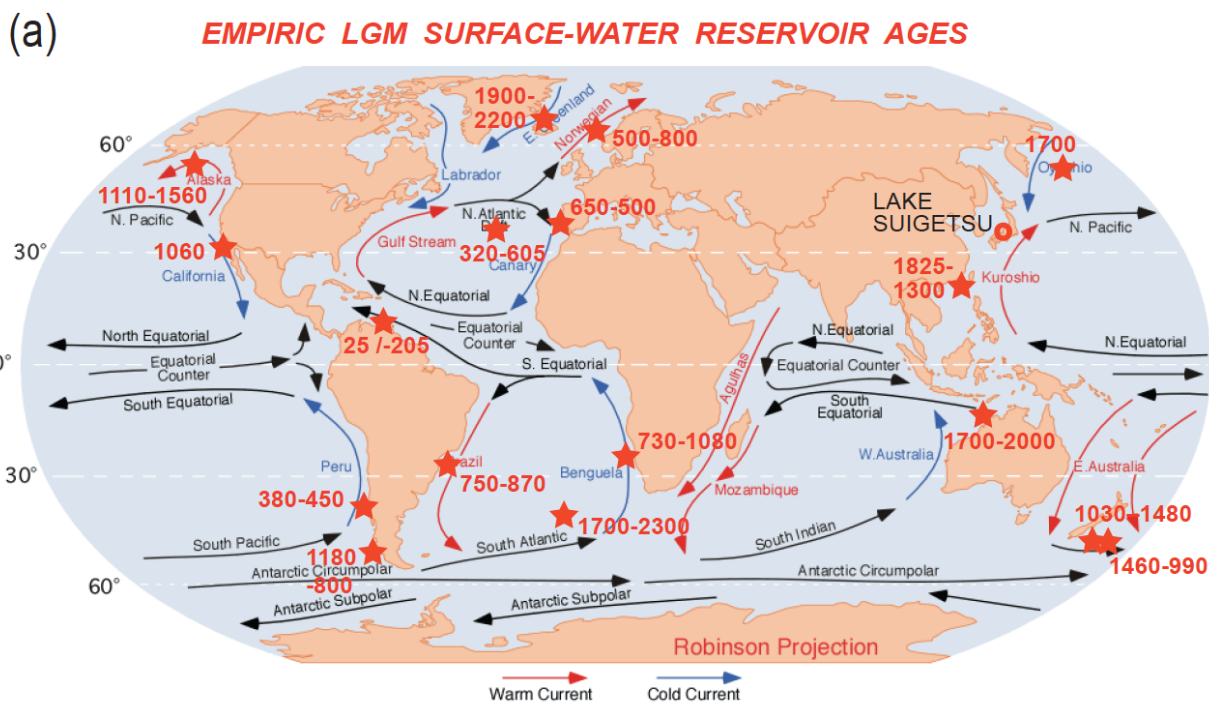 (a)
EMPIRIC LGM SURFACE-WATER RESERVOIR AGES
1900-
2200
E. Greenland
Norwegian
500-800
60°
1700
Alaska
Labrador
1110-1560
LAKE
SUIGETSU
N. Pacific
N.Atlantic
650-500
N. Pacific
Gulf Stream
320-605
1060
30°
Canary
California
1825-
1300
Kuroshio
N.Equatorial
North Equatorial
Equatorial
Counter
N.Equatorial
N.Equatorial
25 /-205
0°
Equatorial
Counter
S. Equatorial
Equatorial Counter
Agulhas
South Equatorial
South
Equatorial
1700-2000
730-1080
Peru
Brazil
750-870
Benguela
W.Australia
E.Australia
30°
Mozambique
380-450
1700-2300
1030 1480
South Pacific
South Atlantic
South Indian
1180
-800
1460-990
Antarctic Circumpolar
Antarctic Circumpolar
60°
Antarctic Subpolar
Antarctic Subpolar
Robinson Projection
Warm Current
Cold Current